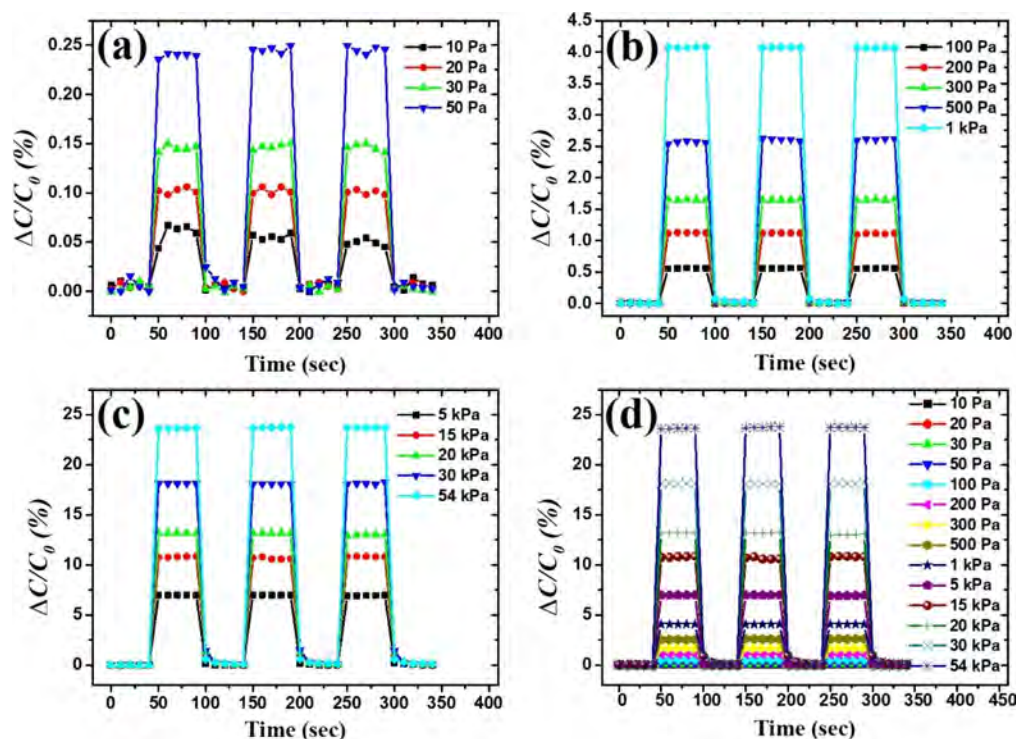 (a)
10 Pa
20 Pa
30 Pa
50 Pa
ΔC/C₀ (%)
0.25
0.20
0.15
0.10
0.05
0.00
0 50 100 150 200 250 300 350 400
Time (sec)
(b)
100 Pa
200 Pa
300 Pa
500 Pa
1 kPa
ΔC/C₀ (%)
4.5
4.0
3.5
3.0
2.5
2.0
1.5
1.0
0.5
0.0
0 50 100 150 200 250 300 350 400
Time (sec)
(c)
5 kPa
15 kPa
20 kPa
30 kPa
54 kPa
ΔC/C₀ (%)
25
20
15
10
5
0
0 50 100 150 200 250 300 350 400
Time (sec)
(d)
10 Pa
20 Pa
30 Pa
50 Pa
100 Pa
200 Pa
300 Pa
500 Pa
1 kPa
5 kPa
15 kPa
20 kPa
30 kPa
54 kPa
ΔC/C₀ (%)
25
20
15
10
5
0
0 50 100 150 200 250 300 350 400 450
Time (sec)